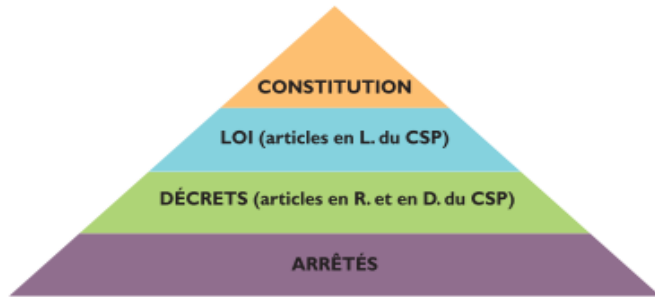 CONSTITUTION
LOI (articles en L. du CSP)
DÉCRETS (articles en R. et en D. du CSP)
ARRÊTÉS